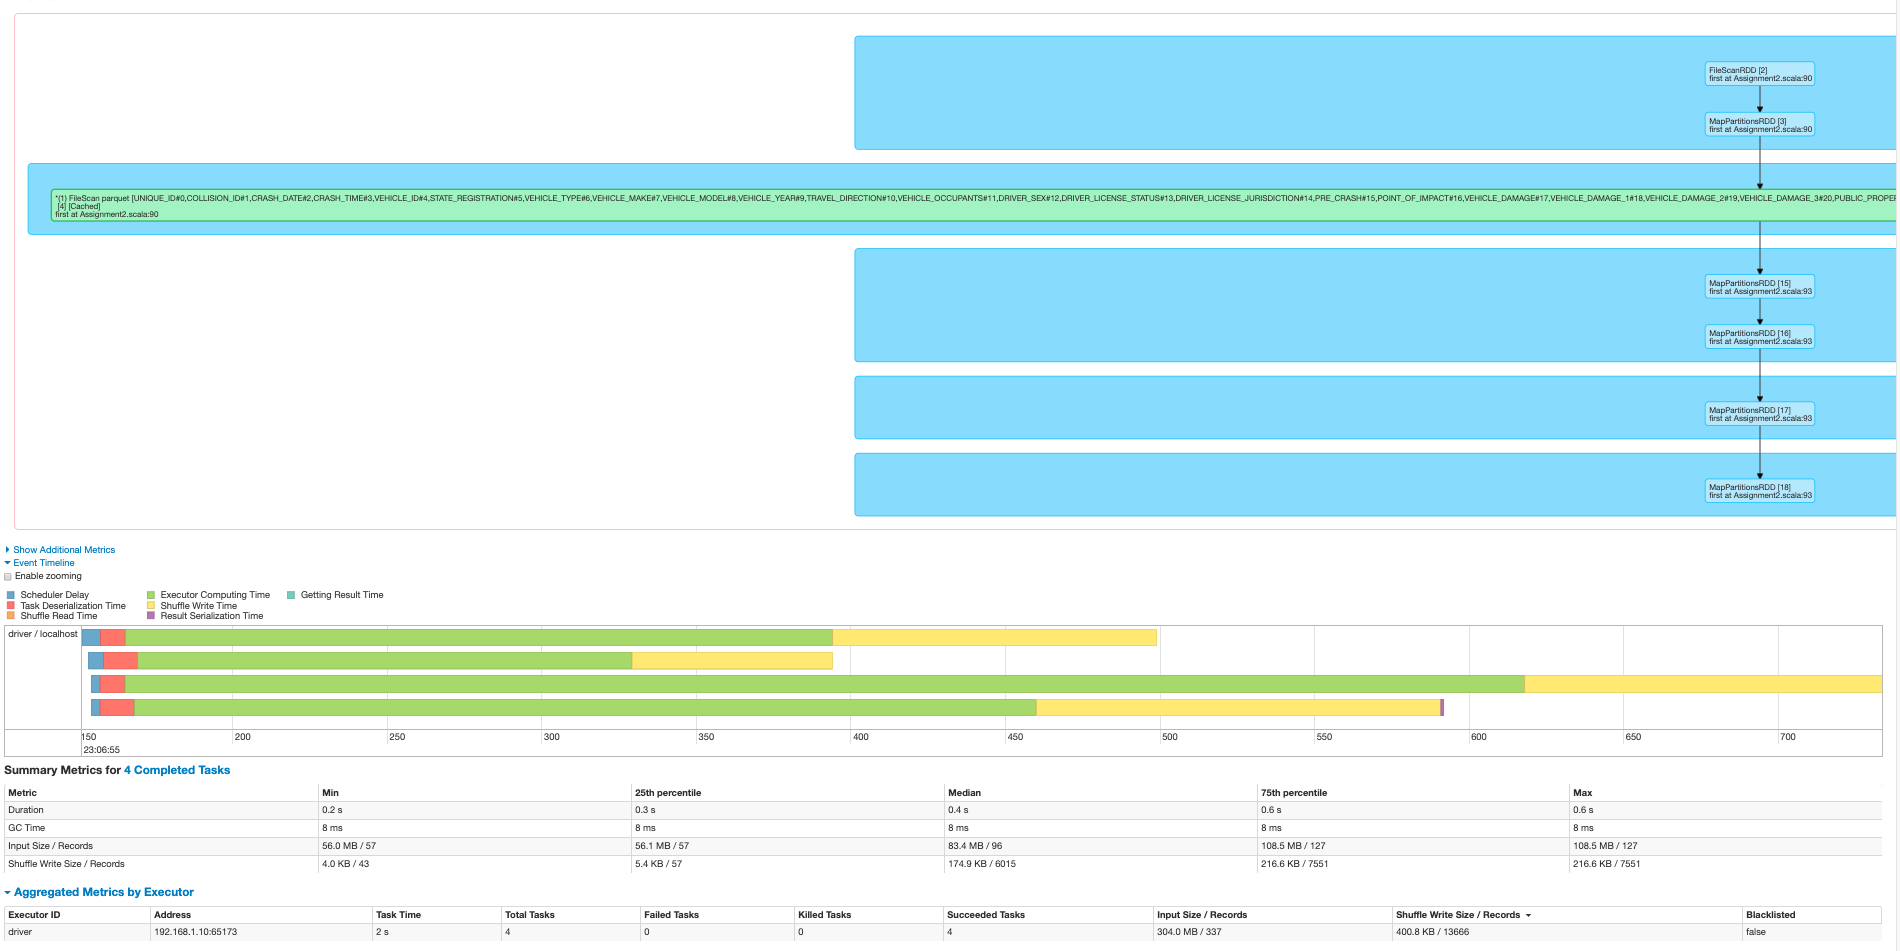 FileScanRDD [2]
first at Assignment2.scala:90
MapPartitionsRDD [3]
first at Assignment2.scala:90
*(1) FileScan parquet [UNIQUE_ID#0,COLLISION_ID#1,CRASH_DATE#2,CRASH_TIME#3,VEHICLE_ID#4,STATE_REGISTRATION#5,VEHICLE_TYPE#6,VEHICLE_MAKE#7,VEHICLE_MODEL#8,VEHICLE_YEAR#9,TRAVEL_DIRECTION#10,VEHICLE_OCCUPANTS#11,DRIVER_SEX#12,DRIVER_LICENSE_STATUS#13,DRIVER_LICENSE_JURISDICTION#14,PRE_CRASH#15,POINT_OF_IMPACT#16,VEHICLE_DAMAGE#17,VEHICLE_DAMAGE_1#18,VEHICLE_DAMAGE_2#19,VEHICLE_DAMAGE_3#20,PUBLIC_PROPER
[4] [Cached]
first at Assignment2.scala:90
MapPartitionsRDD [15]
first at Assignment2.scala:93
MapPartitionsRDD [16]
first at Assignment2.scala:93
MapPartitionsRDD [17]
first at Assignment2.scala:93
MapPartitionsRDD [18]
first at Assignment2.scala:93
Show Additional Metrics
Event Timeline
Enable zooming
Scheduler Delay Executor Computing Time Getting Result Time
Task Deserialization Time Shuffle Write Time
Shuffle Read Time Result Serialization Time
driver / localhost
150 200 250 300 350 400 450 500 550 600 650 700
23:06:55
Summary Metrics for 4 Completed Tasks
Metric Min 25th percentile Median 75th percentile Max
Duration 0.2 s 0.3 s 0.4 s 0.6 s 0.6 s
GC Time 8 ms 8 ms 8 ms 8 ms 8 ms
Input Size / Records 56.0 MB / 57 56.1 MB / 57 83.4 MB / 96 108.5 MB / 127 108.5 MB / 127
Shuffle Write Size / Records 4.0 KB / 43 5.4 KB / 57 174.9 KB / 6015 216.6 KB / 7551 216.6 KB / 7551
Aggregated Metrics by Executor
Executor ID Address Task Time Total Tasks Failed Tasks Killed Tasks Succeeded Tasks Input Size / Records Shuffle Write Size / Records Blacklisted
driver 192.168.1.10:65173 2 s 4 0 0 4 304.0 MB / 337 400.8 KB / 13666 false